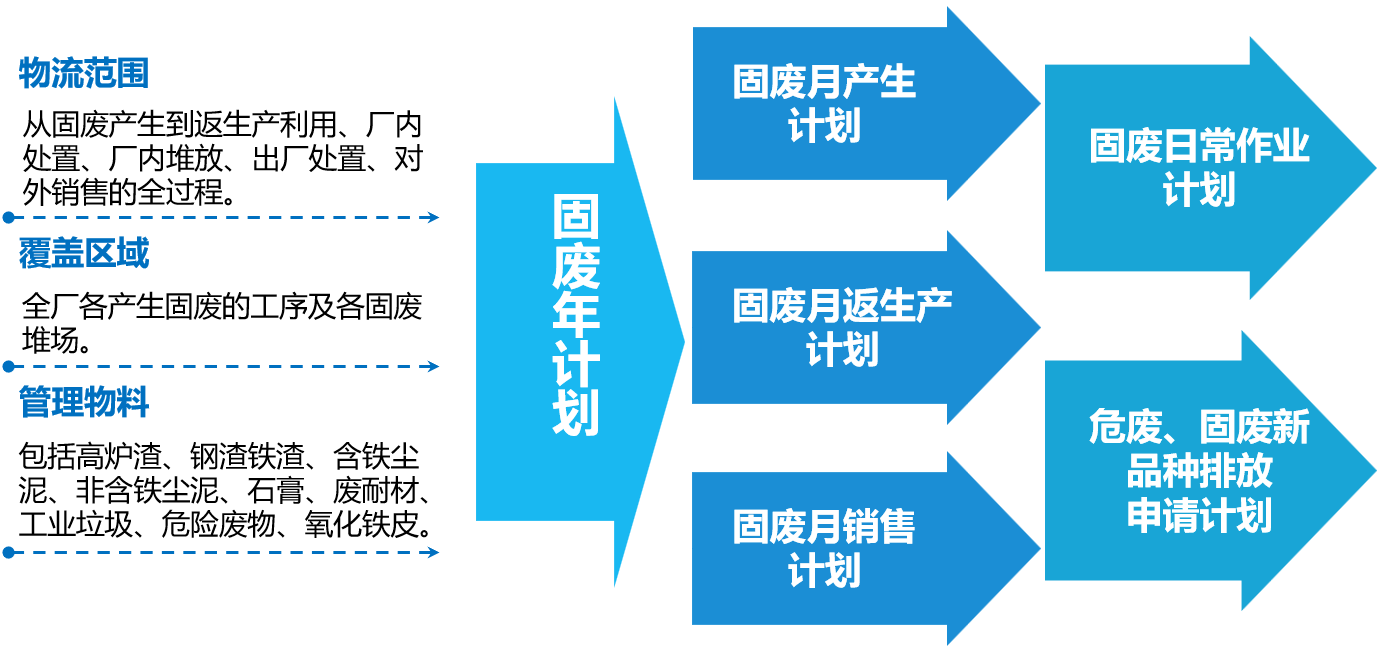 物流范围
从固废产生到返生产利用、厂内
处置、厂内堆放、出厂处置、对
外销售的全过程。
覆盖区域
全厂各产生固废的工序及各固废
堆场。
管理物料
包括高炉渣、钢渣铁渣、含铁尘
泥、非含铁尘泥、石膏、废耐材、
工业垃圾、危险废物、氧化铁皮。
固废年计划
固废月产生
计划
固废月返生产
计划
固废月销售
计划
固废日常作业
计划
危废、固废新
品种排放
申请计划